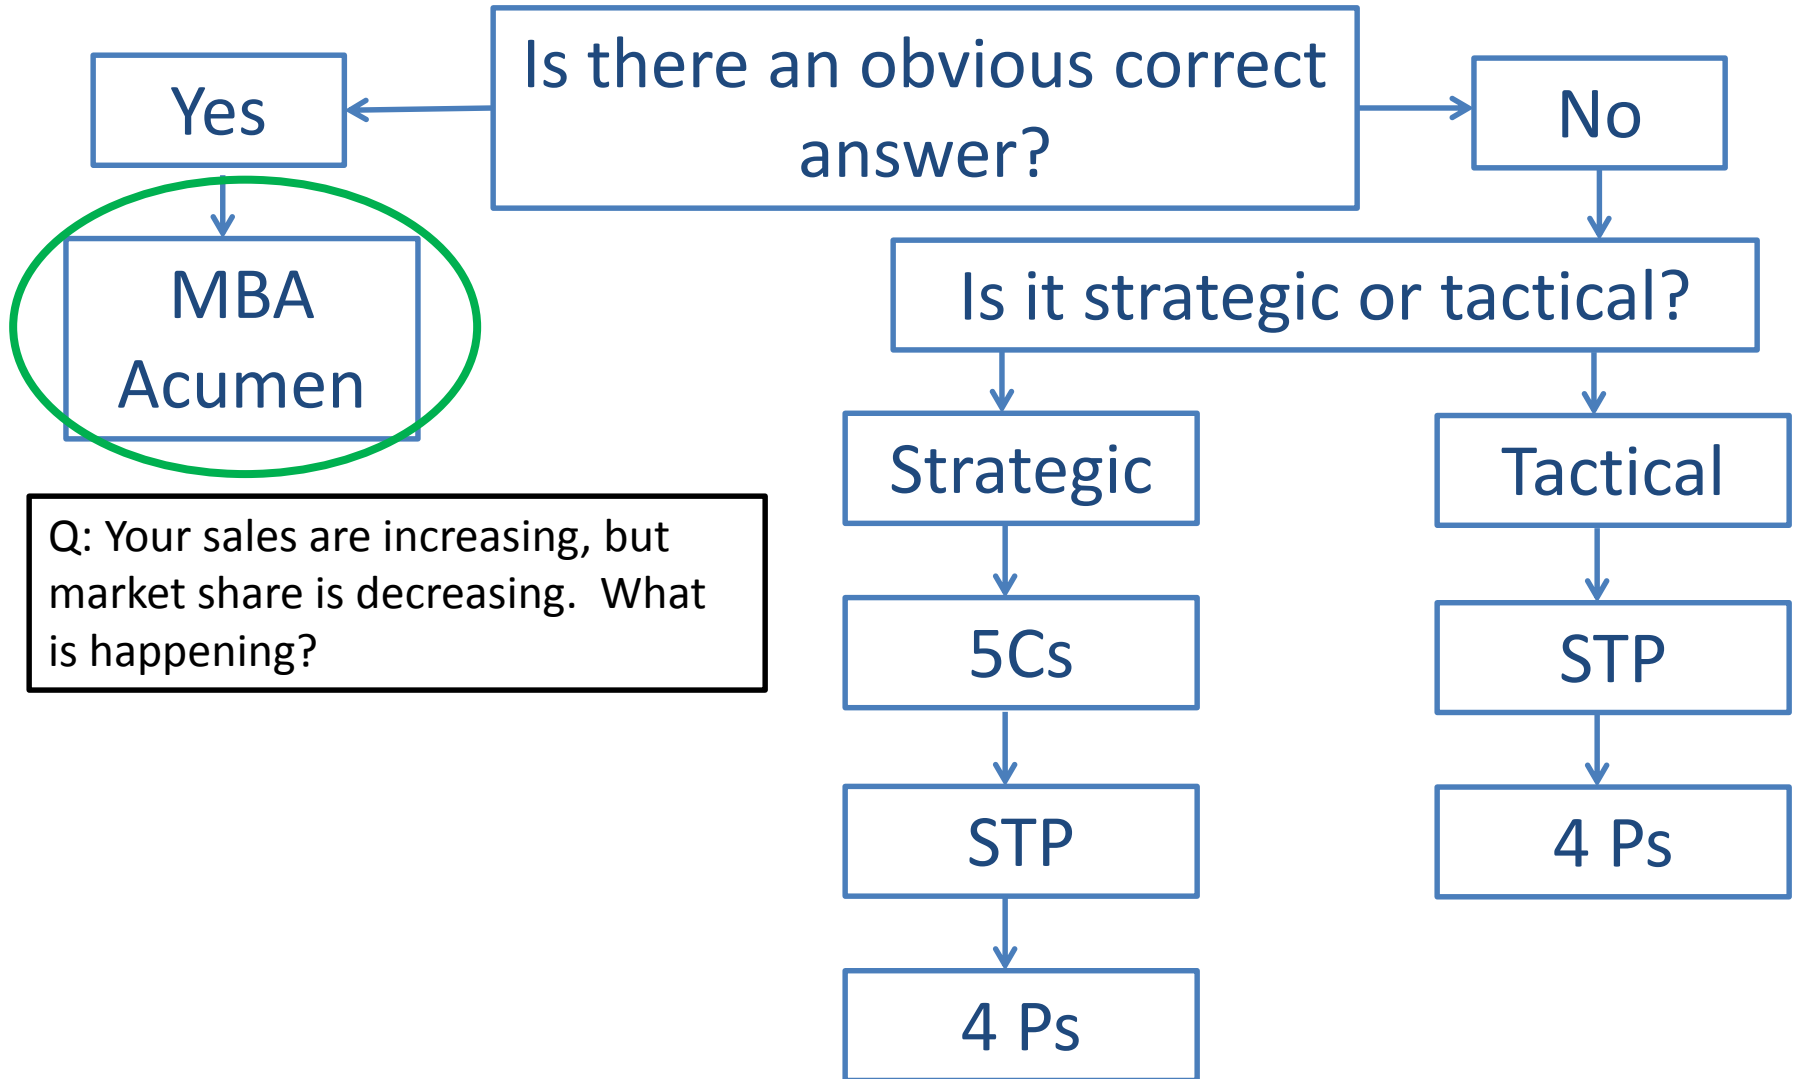 Is there an obvious correct
answer?
Yes
No
MBA
Acumen
Is it strategic or tactical?
Strategic
Tactical
Q: Your sales are increasing, but
market share is decreasing.  What
is happening?
5Cs
STP
STP
4 Ps
4 Ps